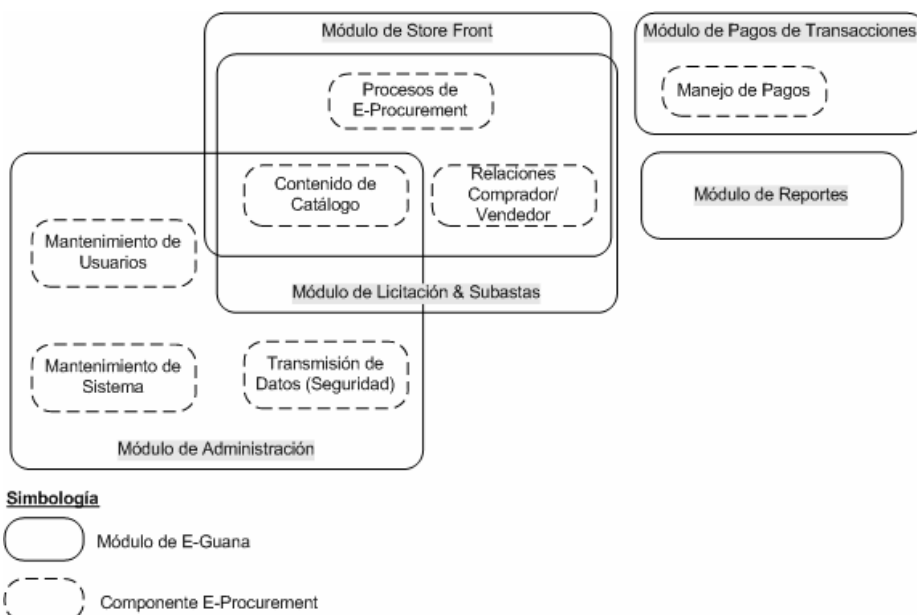 Módulo de Store Front
Módulo de Pagos de Transacciones
Procesos de
E-Procurement
Manejo de Pagos
Contenido de
Catálogo
Relaciones
Comprador/
Vendedor
Módulo de Reportes
Mantenimiento de
Usuarios
Módulo de Licitación & Subastas
Mantenimiento de
Sistema
Transmisión de
Datos (Seguridad)
Módulo de Administración
Simbología
Módulo de E-Guana
Componente E-Procurement